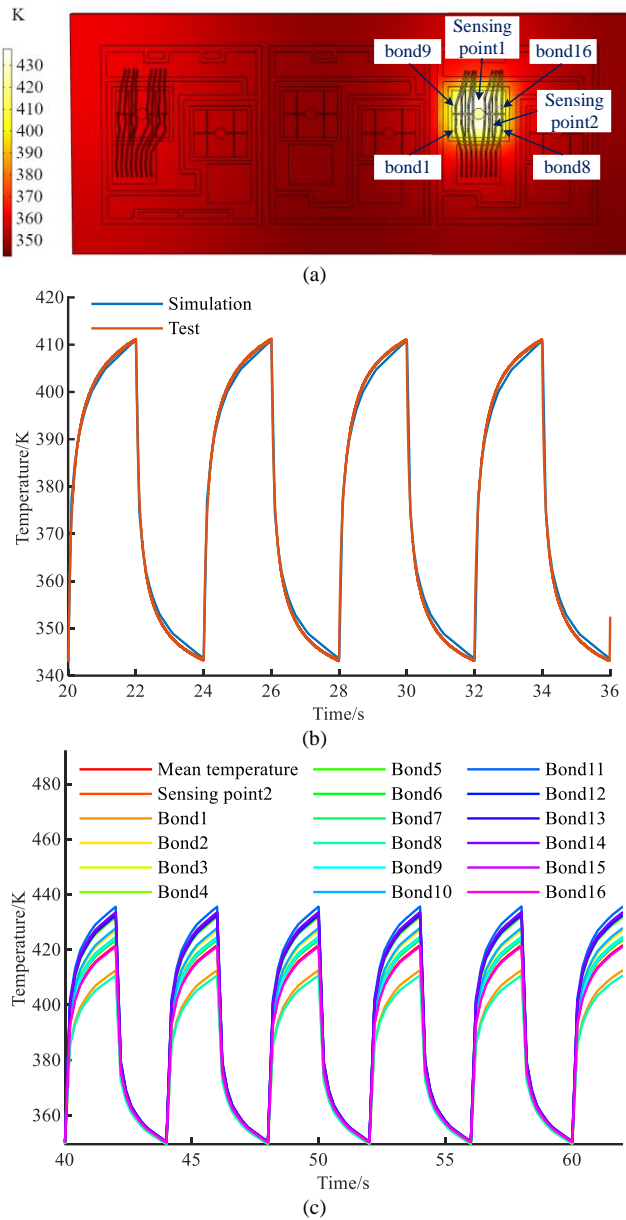 K
430
420
410
400
390
380
370
360
350
bond9
Sensing
point1
bond16
Sensing
point2
bond1
bond8
(a)
420
410
400
390
380
370
360
350
340
Temperature/K
Simulation
Test
20 22 24 26 28 30 32 34 36
Time/s
(b)
480
460
440
420
400
380
360
Temperature/K
Mean temperature
Sensing point2
Bond1
Bond2
Bond3
Bond4
Bond5
Bond6
Bond7
Bond8
Bond9
Bond10
Bond11
Bond12
Bond13
Bond14
Bond15
Bond16
40 45 50 55 60
Time/s
(c)